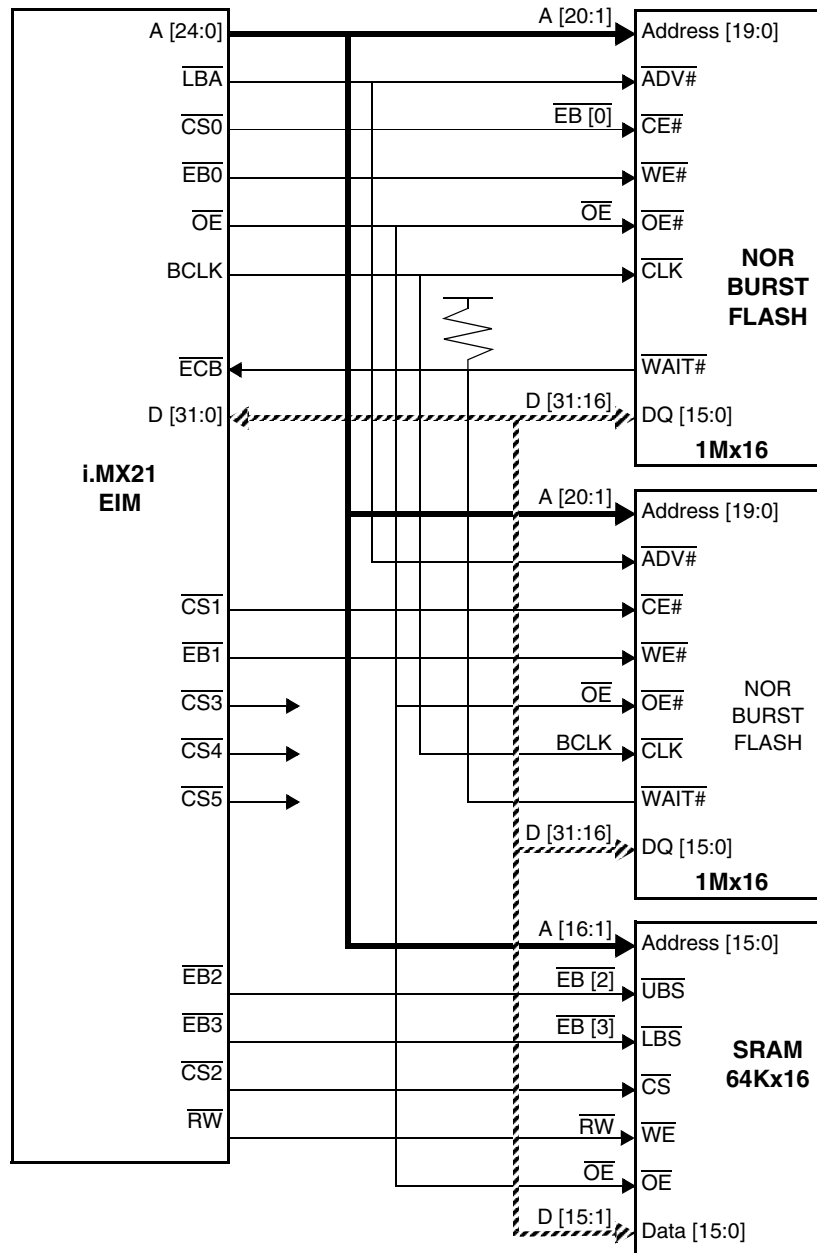 A [24:0]
A [20:1]
Address [19:0]
LBA
ADV#
CS0
EB [0]
CE#
EB0
WE#
OE
OE
OE#
BCLK
CLK
NOR
BURST
FLASH
ECB
WAIT#
D [31:0]
D [31:16]
DQ [15:0]
1Mx16
i.MX21
EIM
A [20:1]
Address [19:0]
ADV#
CS1
CE#
EB1
WE#
CS3
OE
OE#
NOR
BURST
FLASH
CS4
BCLK
CLK
CS5
WAIT#
D [31:16]
DQ [15:0]
1Mx16
A [16:1]
Address [15:0]
EB2
EB [2]
UBS
EB3
EB [3]
LBS
SRAM
64Kx16
CS2
CS
RW
RW
WE
OE
OE
D [15:1]
Data [15:0]